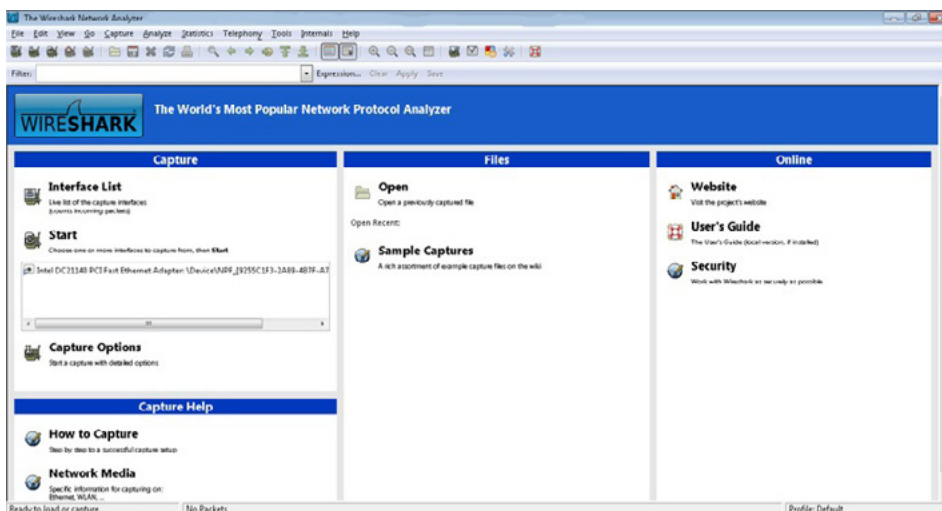 The Wireshark Network Analyzer
File Edit View Go Capture Analyze Statistics Telephony Tools Internals Help
Filter: Expression... Clear Apply Save
WIRESHARK
The World's Most Popular Network Protocol Analyzer
Capture
Interface List
Live list of the capture interfaces
(counts incoming packets)
Start
Choose one or more interfaces to capture from, then Start
Intel DC21140 PCI Fast Ethernet Adapter:
Capture Options
Start a capture with detailed options
Capture Help
How to Capture
Step by step to a successful capture setup
Network Media
Specific information for capturing on:
Ethernet, WLAN, ...
Files
Open
Open a previously captured file
Open Recent:
Sample Captures
A rich assortment of example capture files on the wiki
Online
Website
Visit the project's website
User's Guide
The User's Guide (local version, if installed)
Security
Work with Wireshark as securely as possible
Ready to load or capture
No Packets
Profile: Default